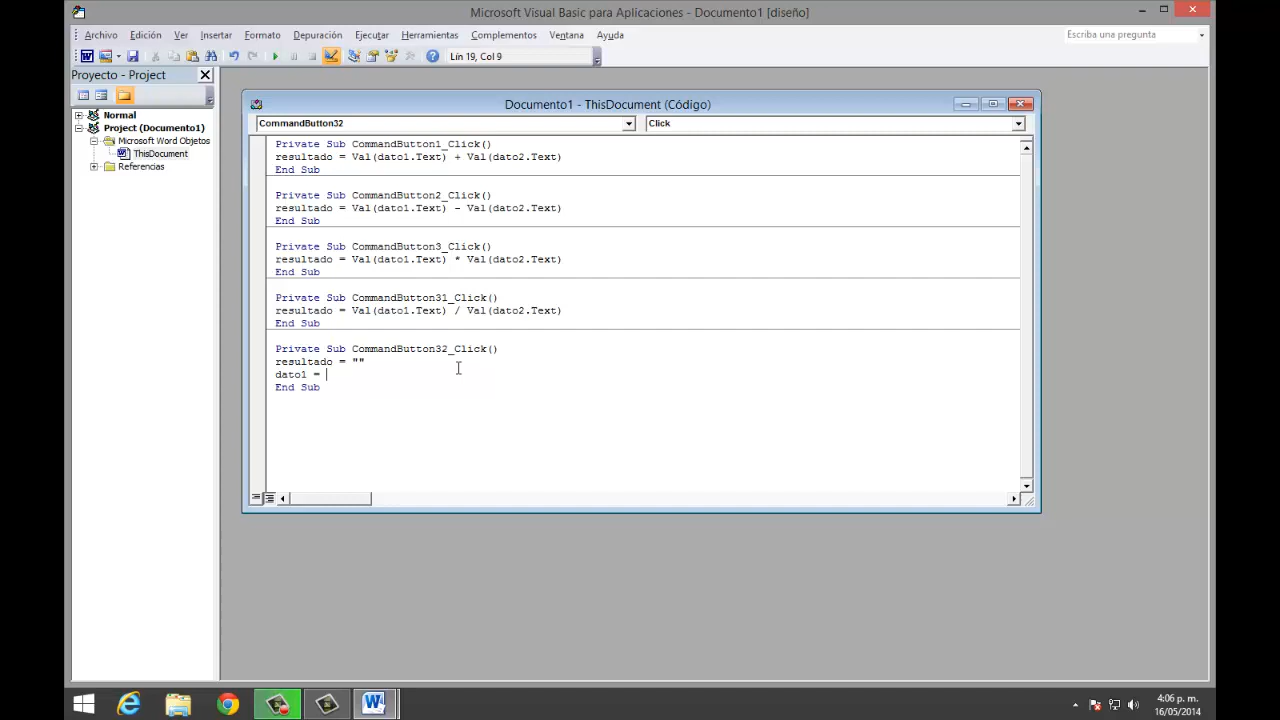 Microsoft Visual Basic para Aplicaciones - Documento1 [diseño]
Archivo Edición Ver Insertar Formato Depuración Ejecutar Herramientas Complementos Ventana Ayuda
Escriba una pregunta
Lín 19, Col 9
Proyecto - Project
Normal
Project (Documento1)
Microsoft Word Objetos
ThisDocument
Referencias
Documento1 - ThisDocument (Código)
CommandButton32
Click
Private Sub CommandButton1_Click()
resultado = Val(dato1.Text) + Val(dato2.Text)
End Sub
Private Sub CommandButton2_Click()
resultado = Val(dato1.Text) - Val(dato2.Text)
End Sub
Private Sub CommandButton3_Click()
resultado = Val(dato1.Text) * Val(dato2.Text)
End Sub
Private Sub CommandButton31_Click()
resultado = Val(dato1.Text) / Val(dato2.Text)
End Sub
Private Sub CommandButton32_Click()
resultado = ""
dato1 =
End Sub
4:06 p. m.
16/05/2014